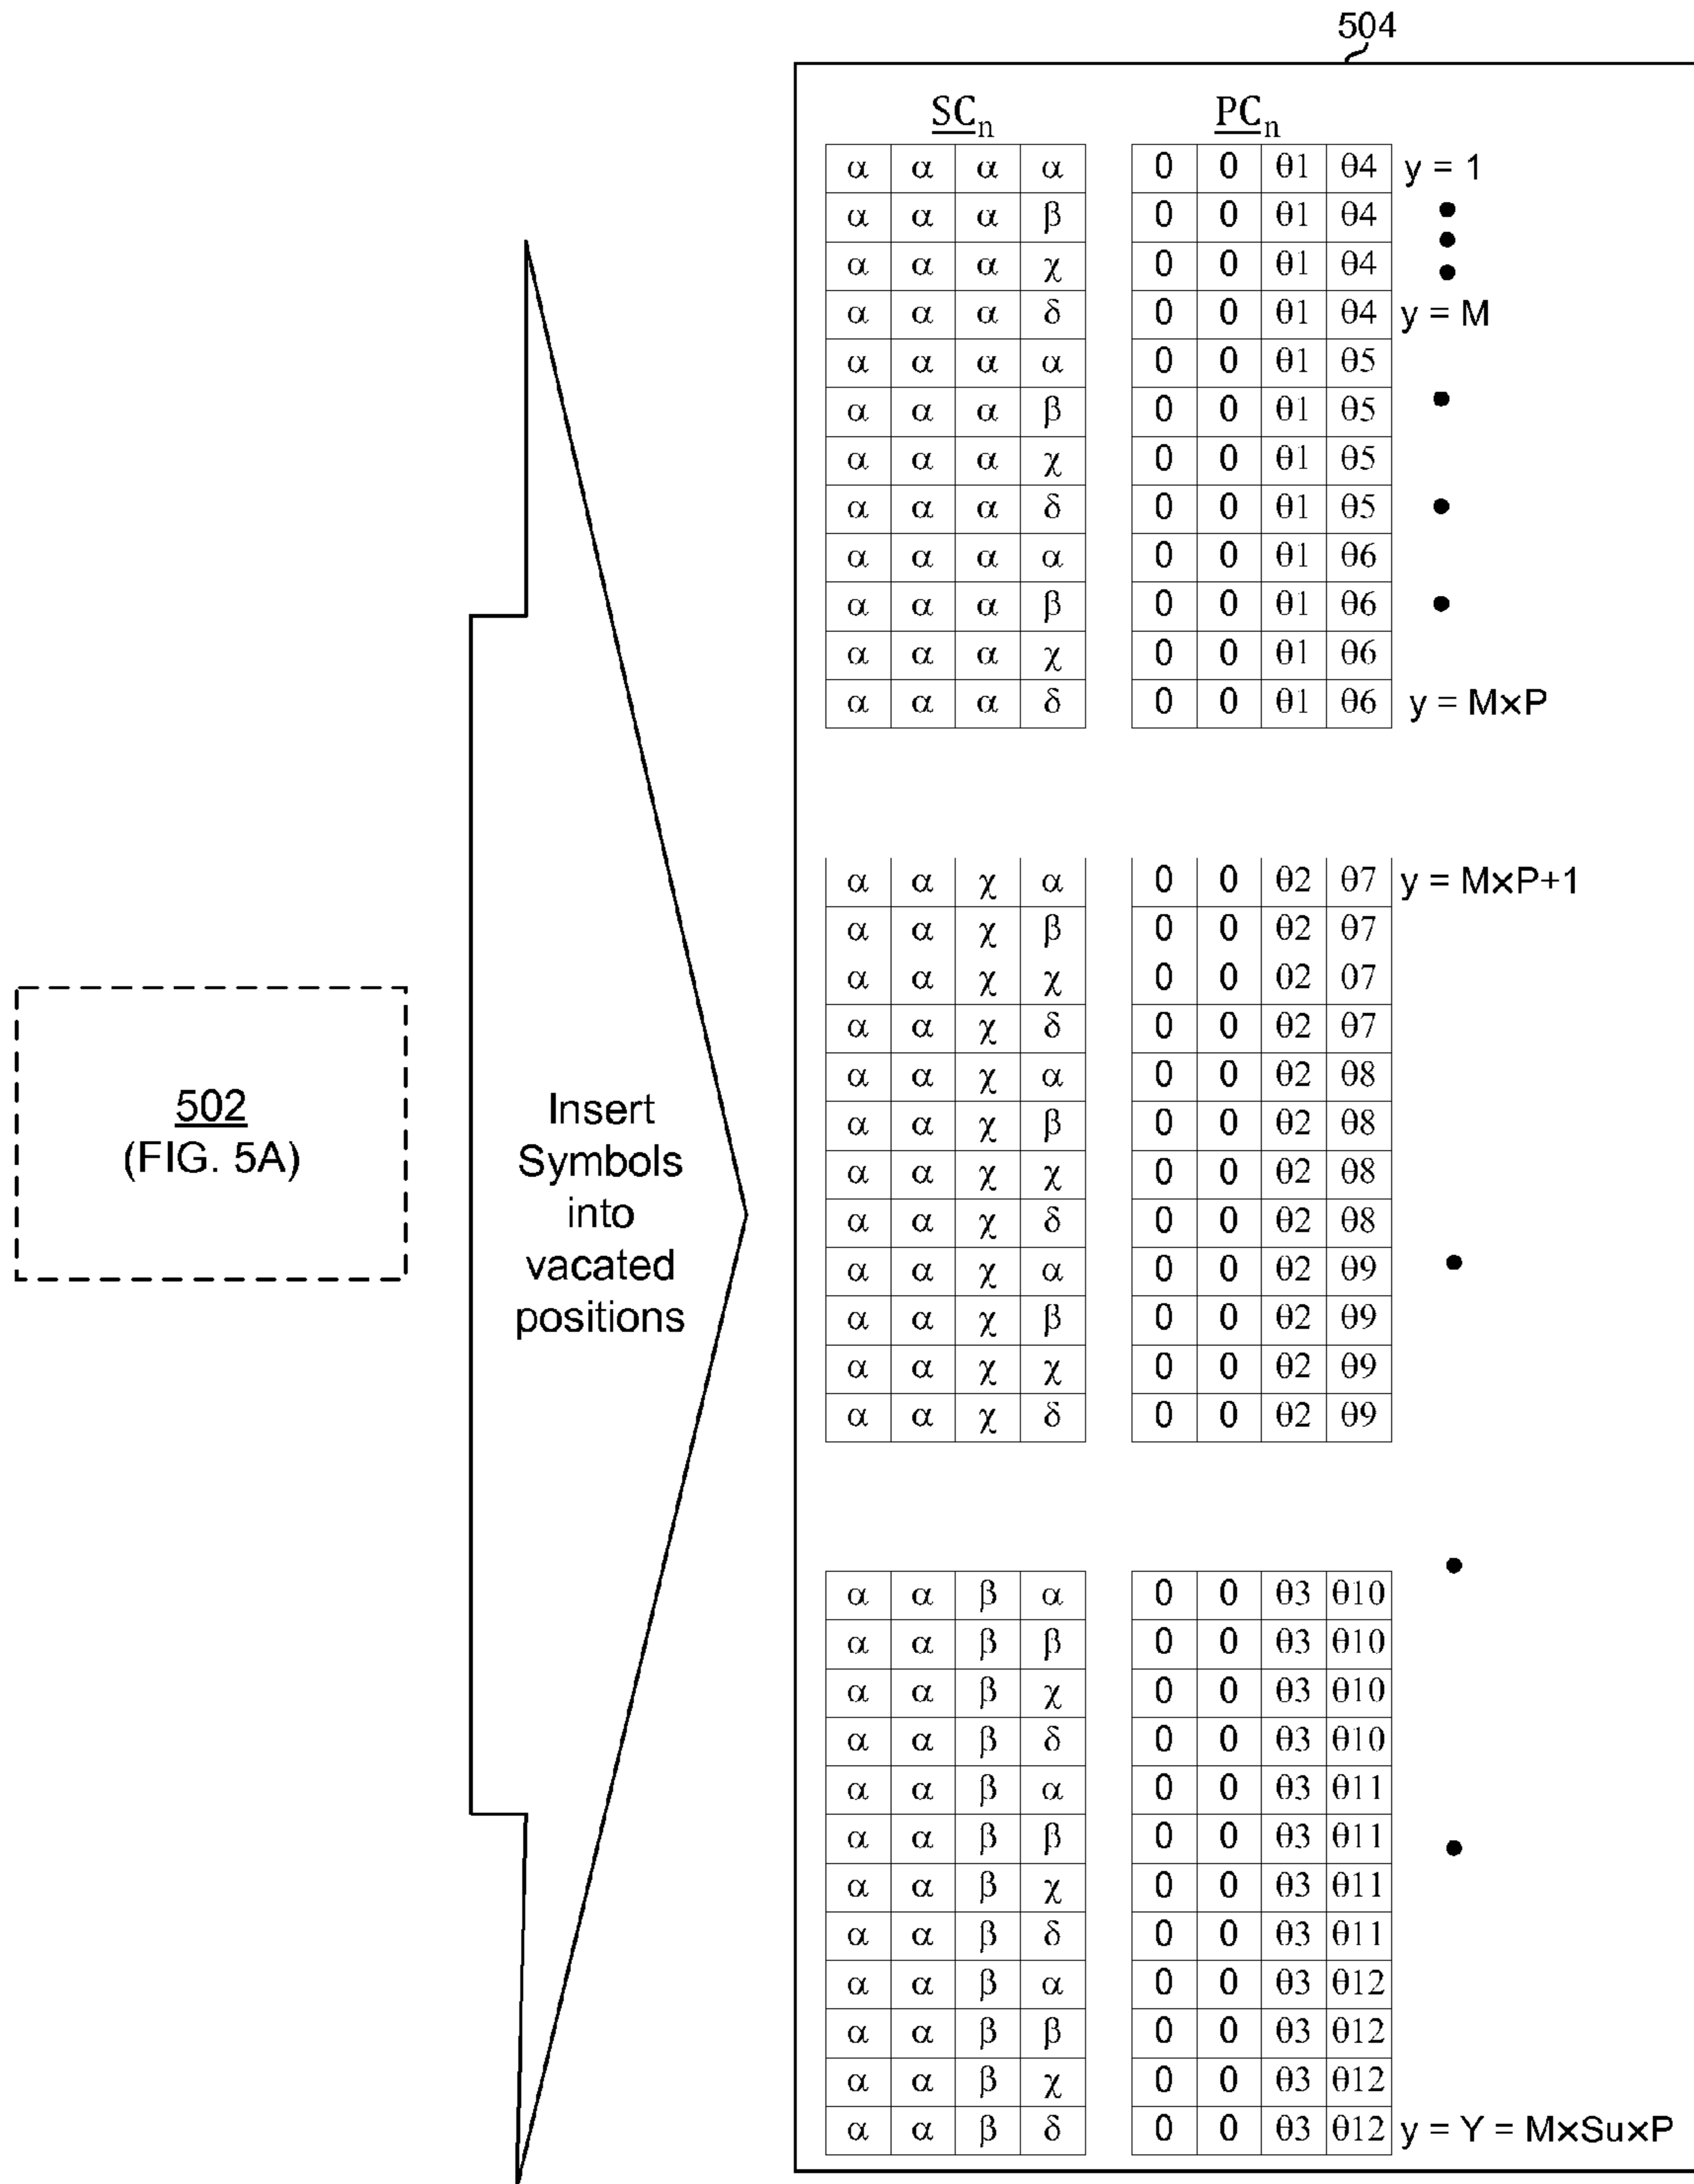 504
SCn PCn
α α α α 0 0 θ1 θ4 y = 1
α α α β 0 0 θ1 θ4
α α α χ 0 0 θ1 θ4
α α α δ 0 0 θ1 θ4 y = M
α α α α 0 0 θ1 θ5
α α α β 0 0 θ1 θ5
α α α χ 0 0 θ1 θ5
α α α δ 0 0 θ1 θ5
α α α α 0 0 θ1 θ6
α α α β 0 0 θ1 θ6
α α α χ 0 0 θ1 θ6
α α α δ 0 0 θ1 θ6 y = M×P
α α χ α 0 0 θ2 θ7 y = M×P+1
α α χ β 0 0 θ2 θ7
α α χ χ 0 0 θ2 θ7
α α χ δ 0 0 θ2 θ7
α α χ α 0 0 θ2 θ8
α α χ β 0 0 θ2 θ8
α α χ χ 0 0 θ2 θ8
α α χ δ 0 0 θ2 θ8
α α χ α 0 0 θ2 θ9
α α χ β 0 0 θ2 θ9
α α χ χ 0 0 θ2 θ9
α α χ δ 0 0 θ2 θ9
α α β α 0 0 θ3 θ10
α α β β 0 0 θ3 θ10
α α β χ 0 0 θ3 θ10
α α β δ 0 0 θ3 θ10
α α β α 0 0 θ3 θ11
α α β β 0 0 θ3 θ11
α α β χ 0 0 θ3 θ11
α α β δ 0 0 θ3 θ11
α α β α 0 0 θ3 θ12
α α β β 0 0 θ3 θ12
α α β χ 0 0 θ3 θ12
α α β δ 0 0 θ3 θ12 y = Y = M×Su×P
502
(FIG. 5A)
Insert
Symbols
into
vacated
positions